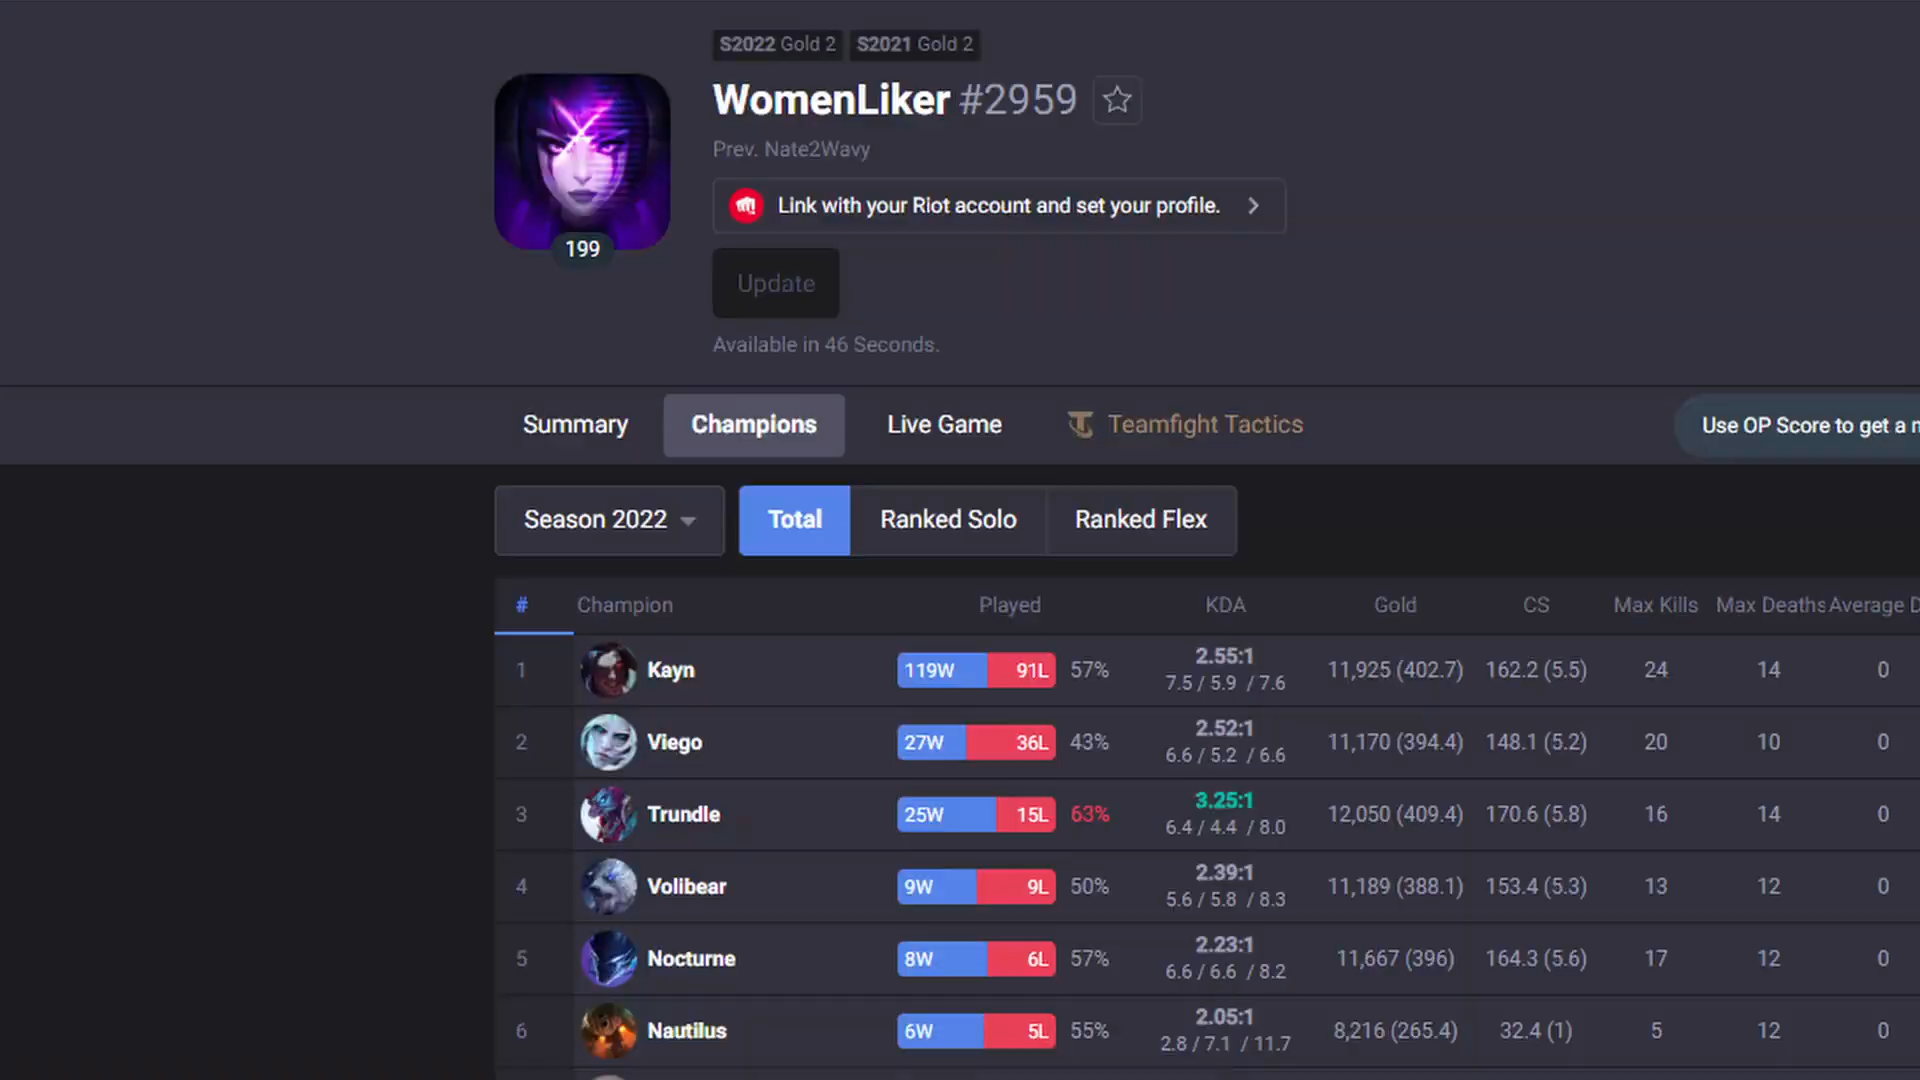 S2022 Gold 2 S2021 Gold 2
WomenLiker #2959
Prev. Nate2Wavy
199
Link with your Riot account and set your profile.
Update
Available in 46 Seconds.
Summary Champions Live Game Teamfight Tactics Use OP Score to get a
Season 2022 Total Ranked Solo Ranked Flex
# Champion Played KDA Gold CS Max Kills Max Deaths Average D
1 Kayn 119W 91L 57% 2.55:1 7.5 / 5.9 / 7.6 11,925 (402.7) 162.2 (5.5) 24 14 0
2 Viego 27W 36L 43% 2.52:1 6.6 / 5.2 / 6.6 11,170 (394.4) 148.1 (5.2) 20 10 0
3 Trundle 25W 15L 63% 3.25:1 6.4 / 4.4 / 8.0 12,050 (409.4) 170.6 (5.8) 16 14 0
4 Volibear 9W 9L 50% 2.39:1 5.6 / 5.8 / 8.3 11,189 (388.1) 153.4 (5.3) 13 12 0
5 Nocturne 8W 6L 57% 2.23:1 6.6 / 6.6 / 8.2 11,667 (396) 164.3 (5.6) 17 12 0
6 Nautilus 6W 5L 55% 2.05:1 2.8 / 7.1 / 11.7 8,216 (265.4) 32.4 (1) 5 12 0